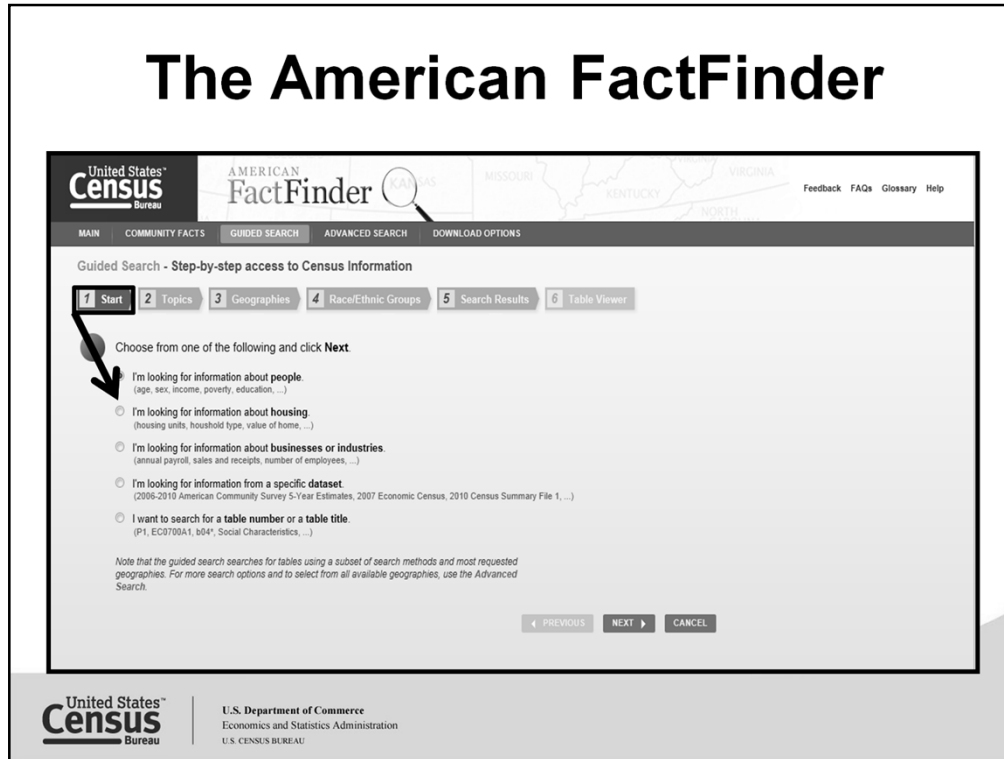 The American FactFinder
United States™
Census
Bureau
AMERICAN
FactFinder
KANSAS
MISSOURI
KENTUCKY
VIRGINIA
NORTH
Feedback FAQs Glossary Help
MAIN COMMUNITY FACTS GUIDED SEARCH ADVANCED SEARCH DOWNLOAD OPTIONS
Guided Search - Step-by-step access to Census Information
1 Start 2 Topics 3 Geographies 4 Race/Ethnic Groups 5 Search Results 6 Table Viewer
Choose from one of the following and click Next.
I'm looking for information about people.
(age, sex, income, poverty, education, ...)
I'm looking for information about housing.
(housing units, houshold type, value of home, ...)
I'm looking for information about businesses or industries.
(annual payroll, sales and receipts, number of employees, ...)
I'm looking for information from a specific dataset.
(2006-2010 American Community Survey 5-Year Estimates, 2007 Economic Census, 2010 Census Summary File 1, ...)
I want to search for a table number or a table title.
(P1, EC0700A1, b04*, Social Characteristics, ...)
Note that the guided search searches for tables using a subset of search methods and most requested
geographies. For more search options and to select from all available geographies, use the Advanced
Search.
PREVIOUS NEXT CANCEL
United States™
Census
Bureau
U.S. Department of Commerce
Economics and Statistics Administration
U.S. CENSUS BUREAU